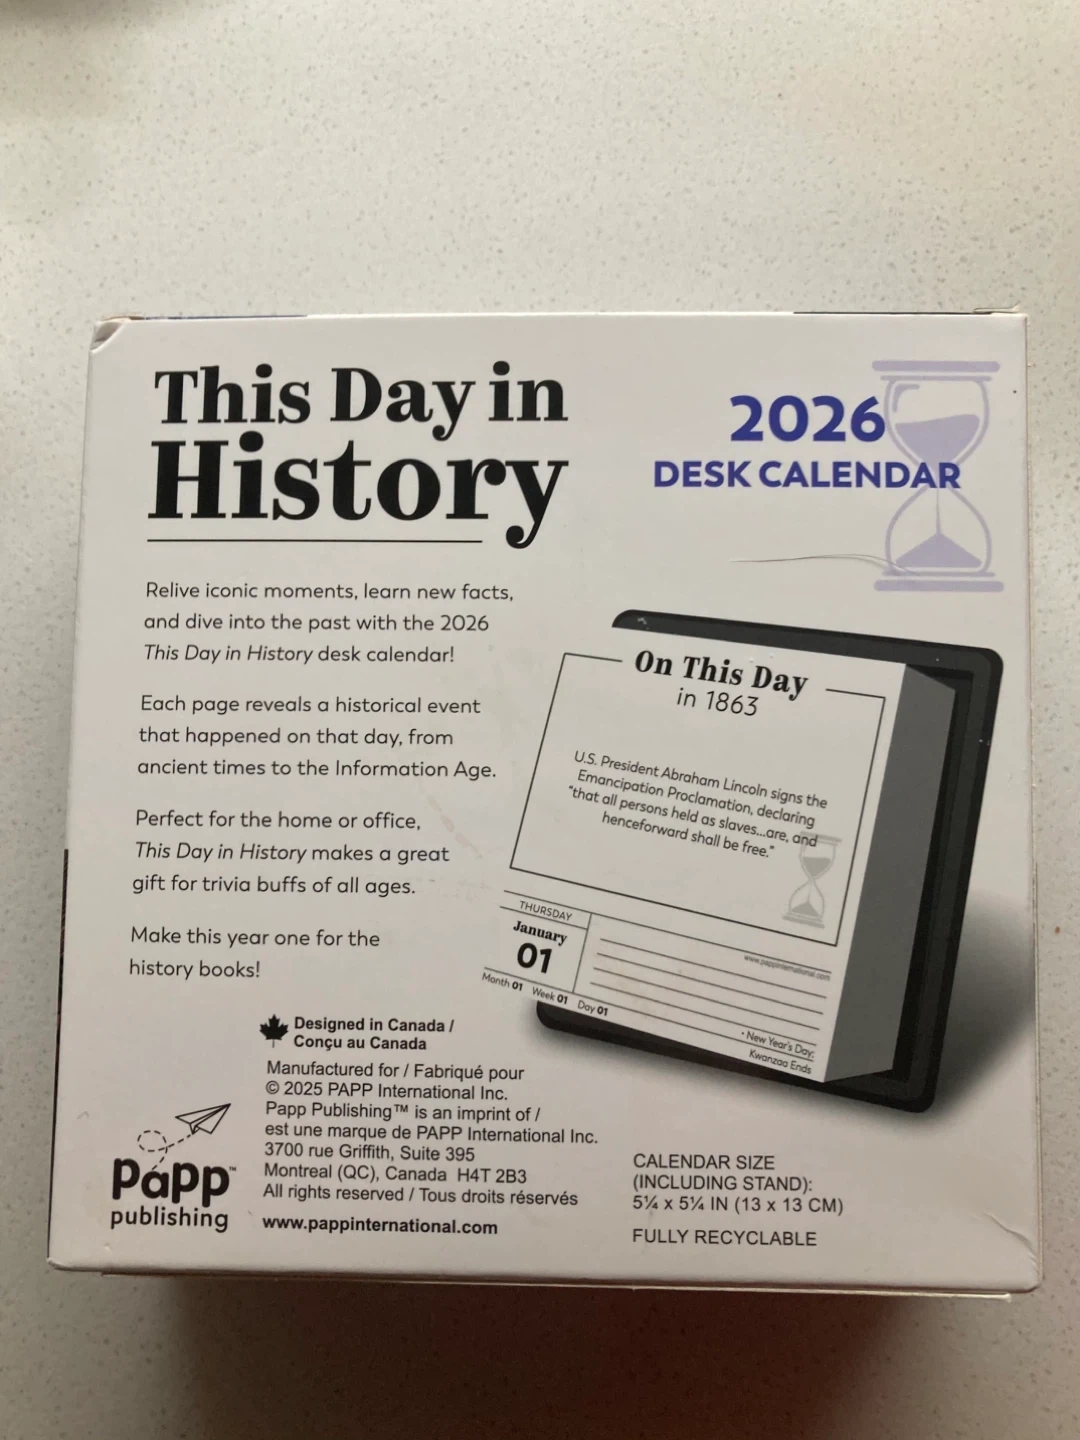 This Day in
History
2026
DESK CALENDAR
Relive iconic moments, learn new facts,
and dive into the past with the 2026
This Day in History desk calendar!
Each page reveals a historical event
that happened on that day, from
ancient times to the Information Age.
Perfect for the home or office,
This Day in History makes a great
gift for trivia buffs of all ages.
Make this year one for the
history books!
On This Day
in 1863
U.S. President Abraham Lincoln signs the
Emancipation Proclamation, declaring
"that all persons held as slaves...are, and
henceforward shall be free."
THURSDAY
January
01
Month 01 Week 01 Day 01
www.pappinternational.com
• New Year's Day;
Kwanzaa Ends
Designed in Canada /
Conçu au Canada
Manufactured for / Fabriqué pour
© 2025 PAPP International Inc.
Papp Publishing™ is an imprint of /
est une marque de PAPP International Inc.
3700 rue Griffith, Suite 395
Montreal (QC), Canada H4T 2B3
All rights reserved / Tous droits réservés
www.pappinternational.com
papp™
publishing
CALENDAR SIZE
(INCLUDING STAND):
5¼ x 5¼ IN (13 x 13 CM)
FULLY RECYCLABLE